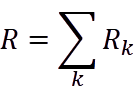 R = ∑ₖ Rₖ